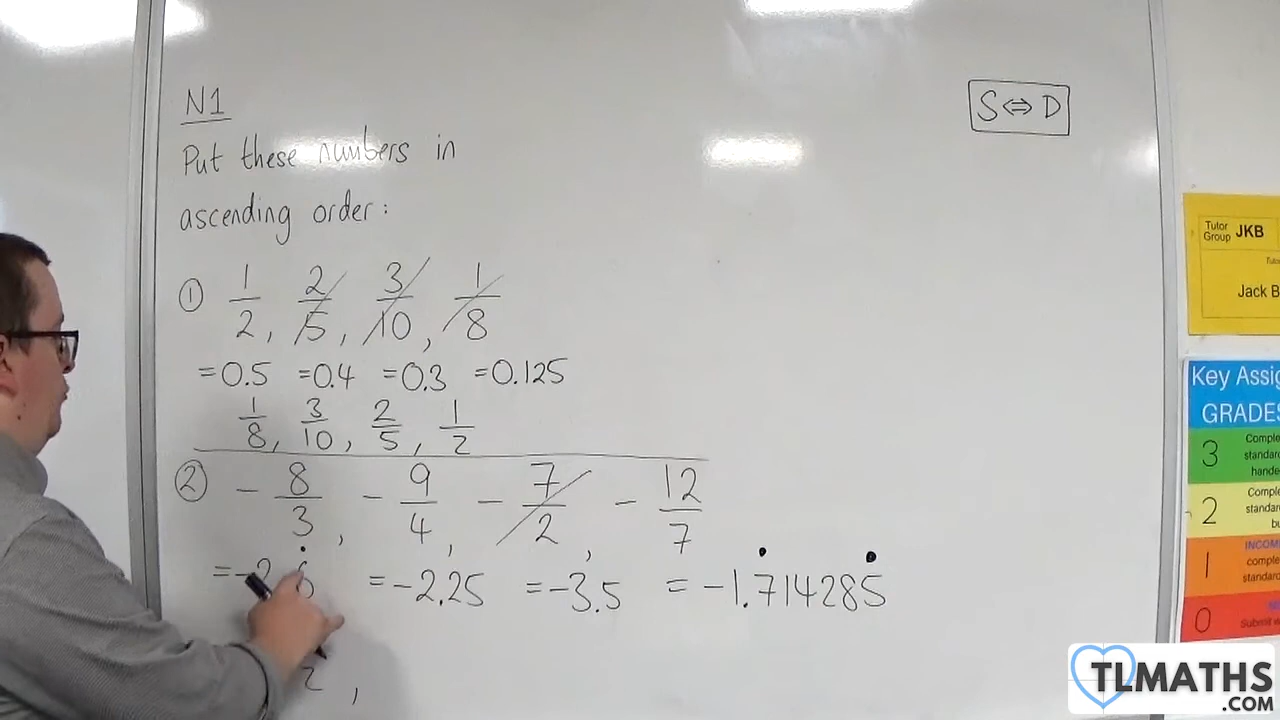 N1
S ⇔ D
Put these numbers in
ascending order:
① 1/2, 2/5, 3/10, 1/8
=0.5 =0.4 =0.3 =0.125
1/8, 3/10, 2/5, 1/2
② -8/3, -9/4, -7/2, -12/7
= -2.25 = -3.5 = -1.7̇14285̇
2 ,
Tutor
Group JKB
Jack B
Key Assig
GRADES
3 Comple
standar
hande
2 Comple
standar
bu
1 INCOM
comple
standar
0
Submit w
TLMATHS
.COM